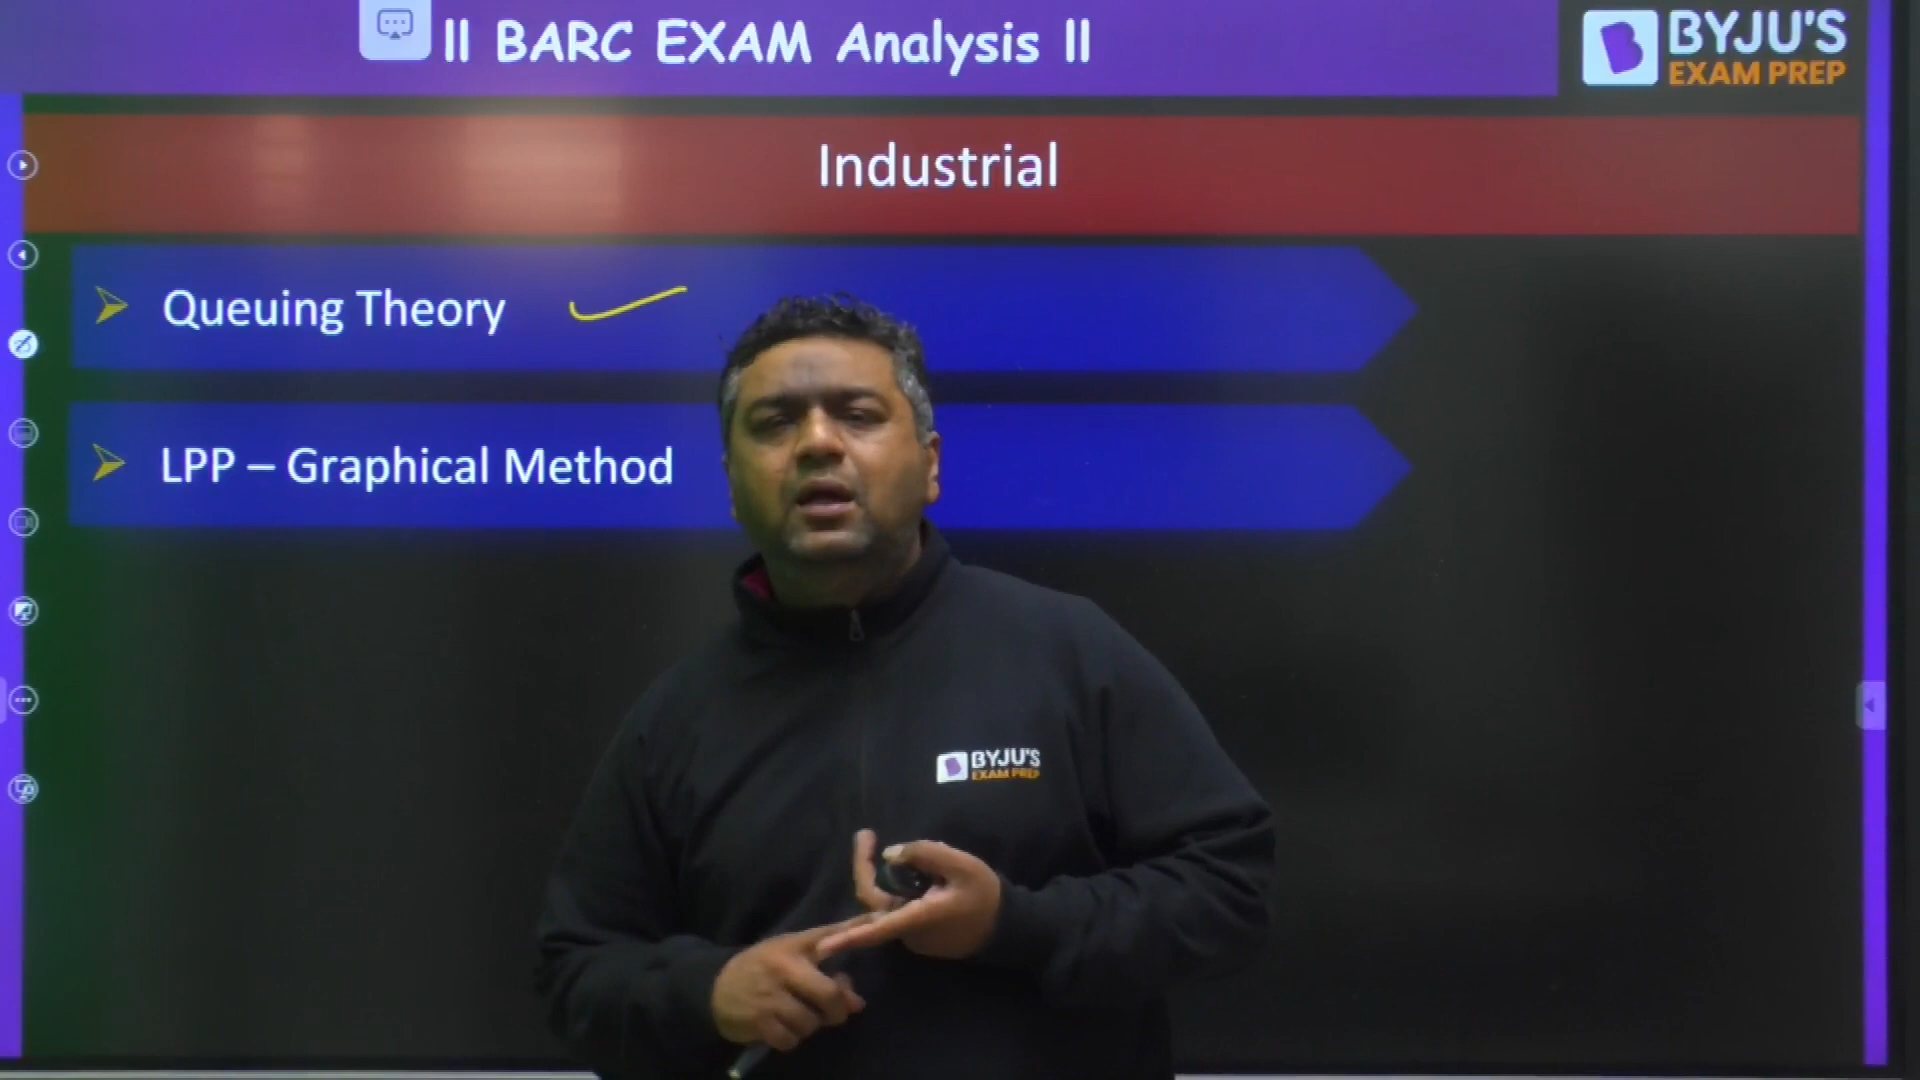 II BARC EXAM Analysis II
BYJU'S
EXAM PREP
Industrial
Queuing Theory
LPP – Graphical Method
BYJU'S
EXAM PREP